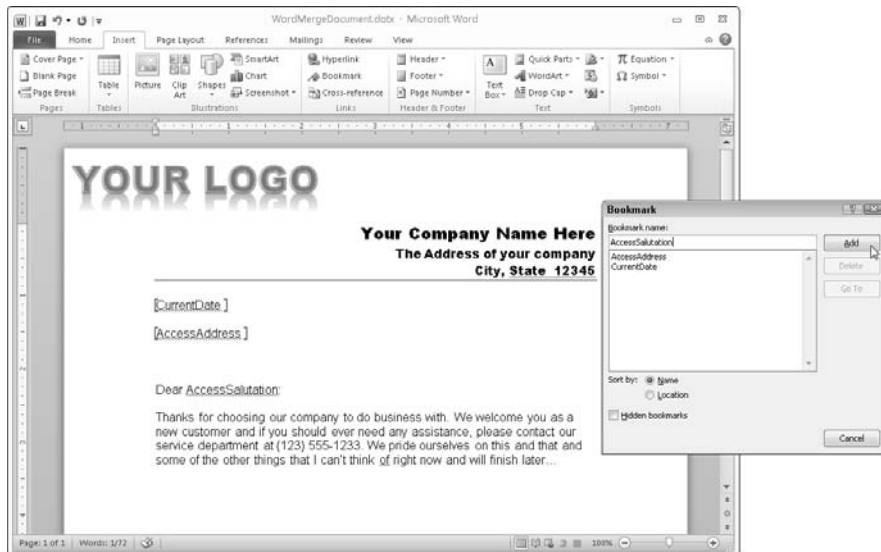 WordMergeDocument.dotx - Microsoft Word
File Home Insert Page Layout References Mailings Review View
Cover Page
Blank Page
Page Break
Pages
Table
Tables
Picture
Clip Art
Shapes
SmartArt
Chart
Screenshot
Illustrations
Hyperlink
Bookmark
Cross-reference
Links
Header
Footer
Page Number
Header & Footer
Text Box
Quick Parts
WordArt
Drop Cap
Text
Equation
Symbol
Symbols
YOUR LOGO
Your Company Name Here
The Address of your company
City, State 12345
[CurrentDate ]
[AccessAddress ]
Dear AccessSalutation:
Thanks for choosing our company to do business with. We welcome you as a
new customer and if you should ever need any assistance, please contact our
service department at (123) 555-1233. We pride ourselves on this and that and
some of the other things that I can't think of right now and will finish later...
Page: 1 of 1 Words: 1/72
100%
Bookmark
Bookmark name:
AccessSalutation
AccessAddress
CurrentDate
Add
Delete
Go To
Sort by: Name
Location
Hidden bookmarks
Cancel